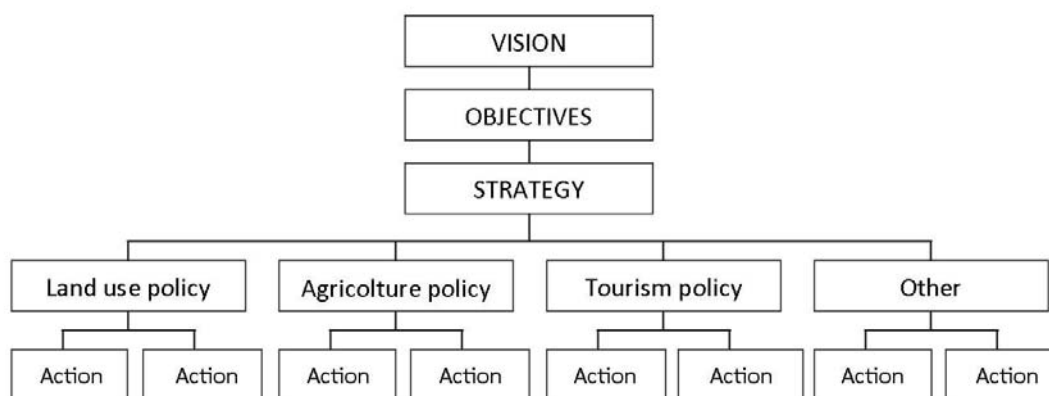 VISION
OBJECTIVES
STRATEGY
Land use policy
Agricolture policy
Tourism policy
Other
Action
Action
Action
Action
Action
Action
Action
Action